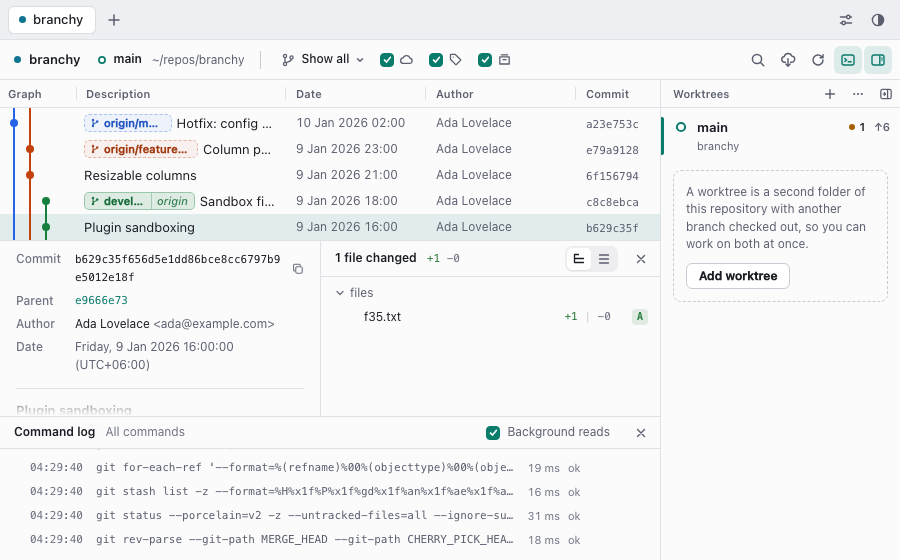 branchy
branchy main ~/repos/branchy Show all
Graph Description Date Author Commit
origin/m... Hotfix: config ... 10 Jan 2026 02:00 Ada Lovelace a23e753c
origin/feature... Column p... 9 Jan 2026 23:00 Ada Lovelace e79a9128
Resizable columns 9 Jan 2026 21:00 Ada Lovelace 6f156794
devel... origin Sandbox fi... 9 Jan 2026 18:00 Ada Lovelace c8c8ebca
Plugin sandboxing 9 Jan 2026 16:00 Ada Lovelace b629c35f
Commit b629c35f656d5e1dd86bce8cc6797b9
e5012e18f
Parent e9666e73
Author Ada Lovelace <ada@example.com>
Date Friday, 9 Jan 2026 16:00:00
(UTC+06:00)
Plugin sandboxing
1 file changed +1 −0
files
f35.txt +1 −0 A
Command log All commands Background reads
04:29:40 git for-each-ref '--format=%(refname)%00%(objecttype)%00%(obje… 19 ms ok
04:29:40 git stash list -z --format=%H%x1f%P%x1f%gd%x1f%an%x1f%ae%x1f%a… 16 ms ok
04:29:40 git status --porcelain=v2 -z --untracked-files=all --ignore-su… 31 ms ok
04:29:40 git rev-parse --git-path MERGE_HEAD --git-path CHERRY_PICK_HEA… 18 ms ok
Worktrees
main 1 ↑6
branchy
A worktree is a second folder of
this repository with another
branch checked out, so you can
work on both at once.
Add worktree